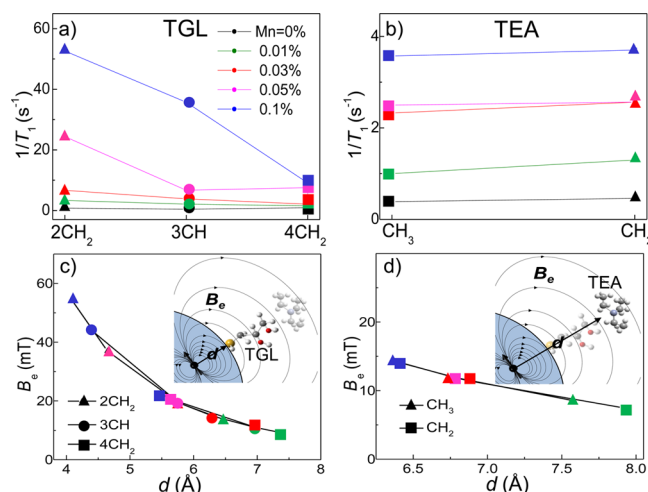 a) TGL
Mn=0%
0.01%
0.03%
0.05%
0.1%
1/T₁ (s⁻¹)
60
40
20
0
2CH₂ 3CH 4CH₂
b) TEA
1/T₁ (s⁻¹)
4
2
0
CH₃
c)
Bₑ
d
TGL
Bₑ (mT)
60
40
20
0
2CH₂
3CH
4CH₂
4 5 6 7 8
d (Å)
d)
Bₑ
TEA
d
Bₑ (mT)
30
20
10
0
CH₃
CH₂
6.5 7.0 7.5 8.0
d (Å)